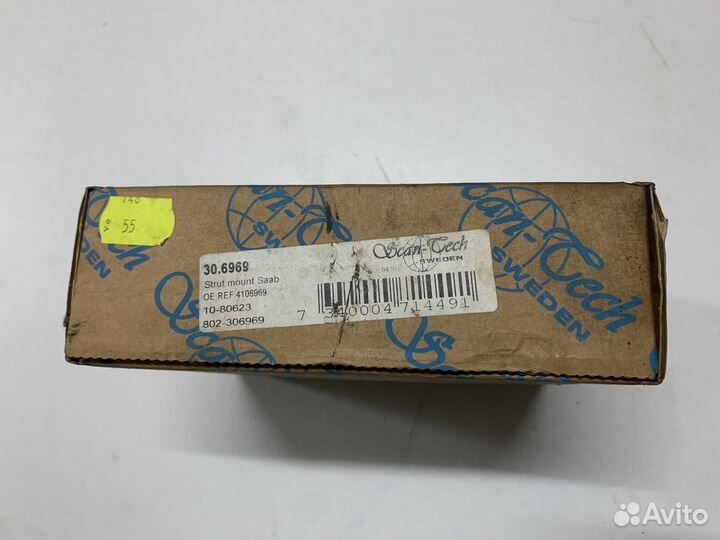 140
55
30.6969
Strut mount Saab
OE REF 4106969
10-80623
802-306969
Scan-Tech
SWEDEN
7 340004 714491
Scan-Tech
SWEDEN
SWEDEN
Avito